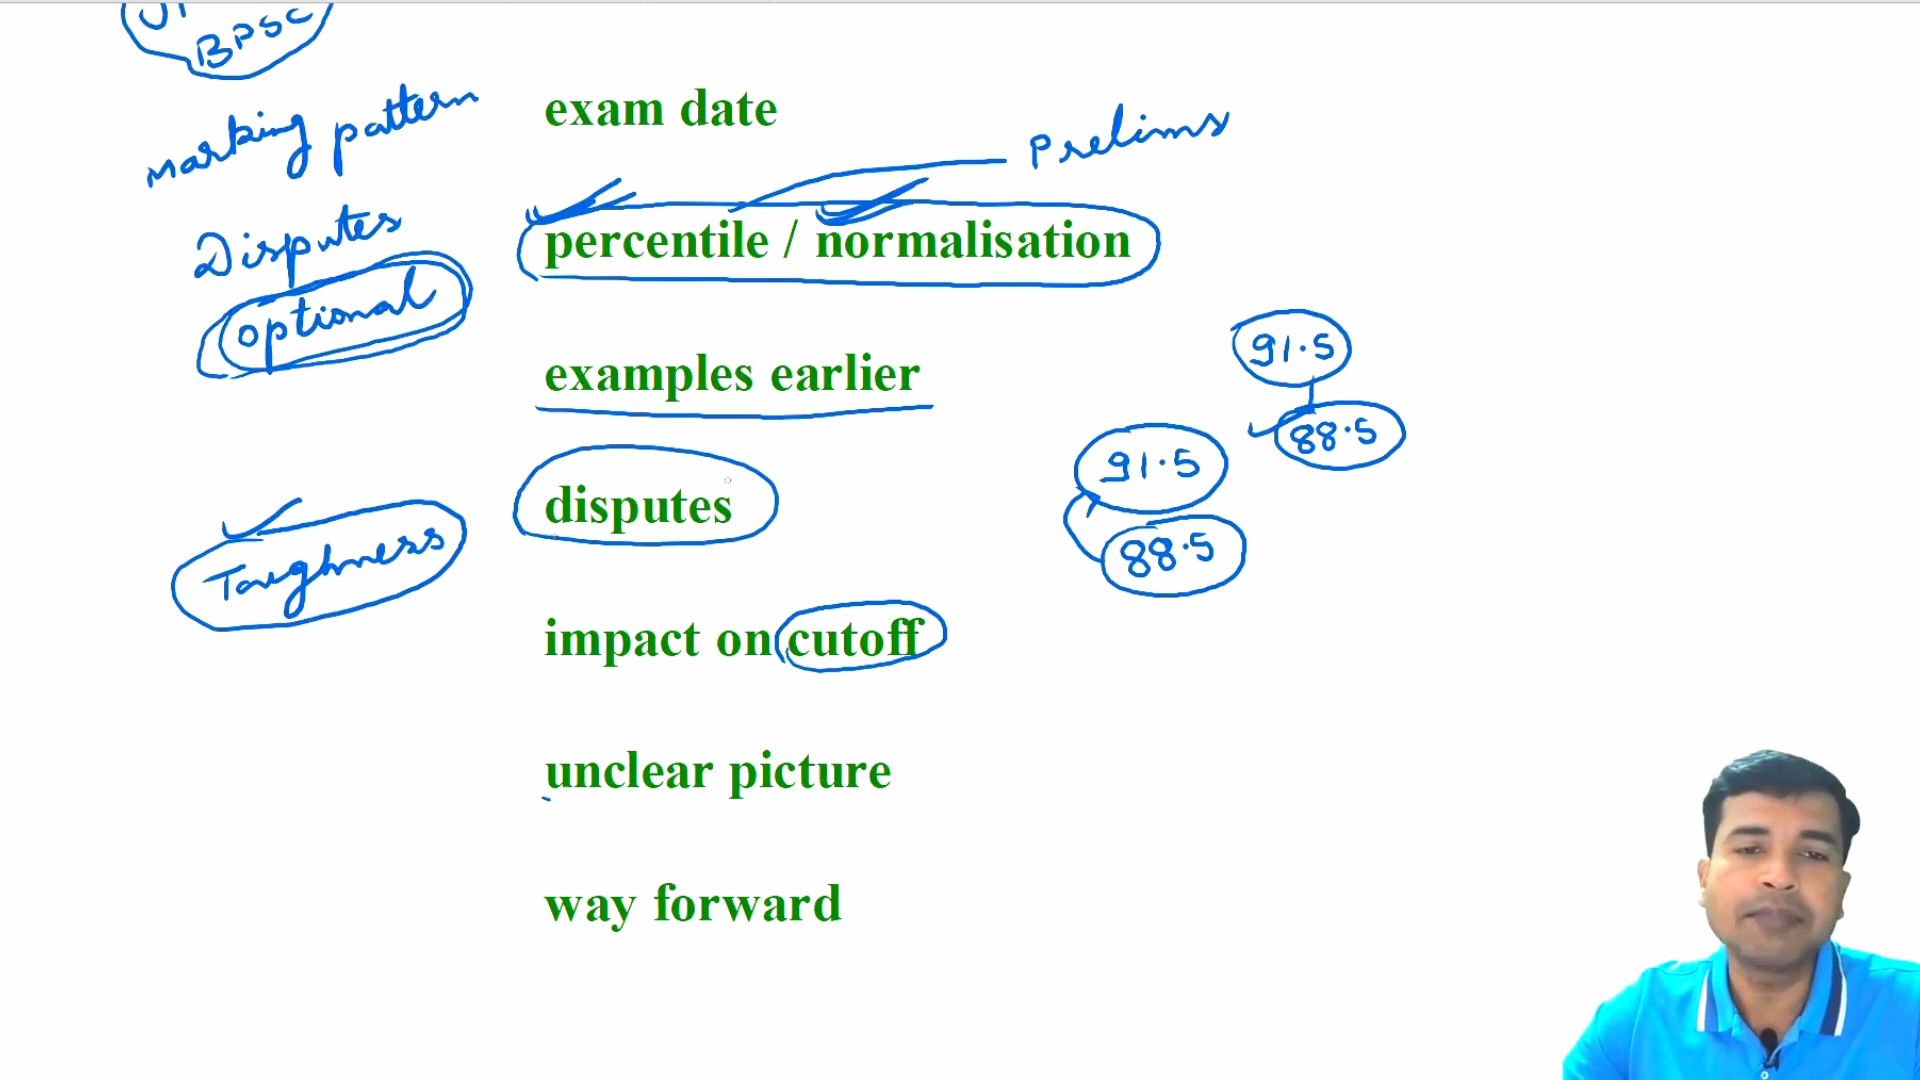 BPSC
marking pattern
exam date
Prelims
Disputes
percentile / normalisation
optional
91.5
examples earlier
88.5
91.5
disputes
88.5
Toughness
impact on cutoff
unclear picture
way forward